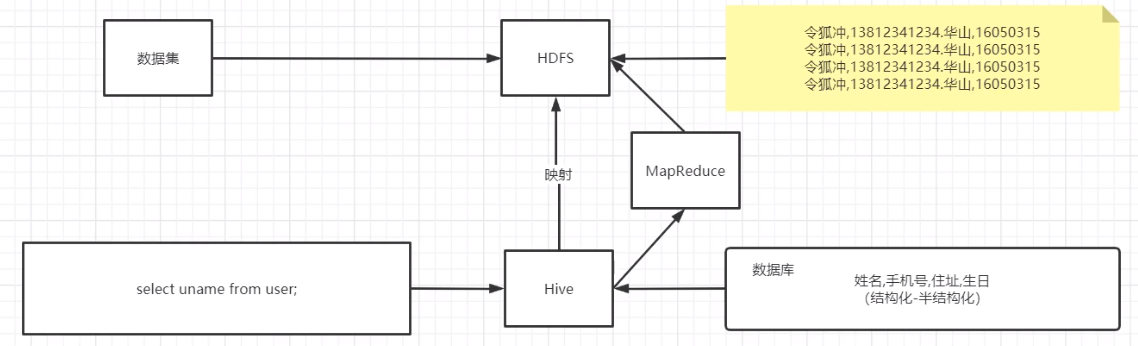 数据集
HDFS
令狐冲,13812341234.华山,16050315
令狐冲,13812341234.华山,16050315
令狐冲,13812341234.华山,16050315
令狐冲,13812341234.华山,16050315
映射
MapReduce
select uname from user;
Hive
数据库
姓名,手机号,住址,生日
(结构化-半结构化)